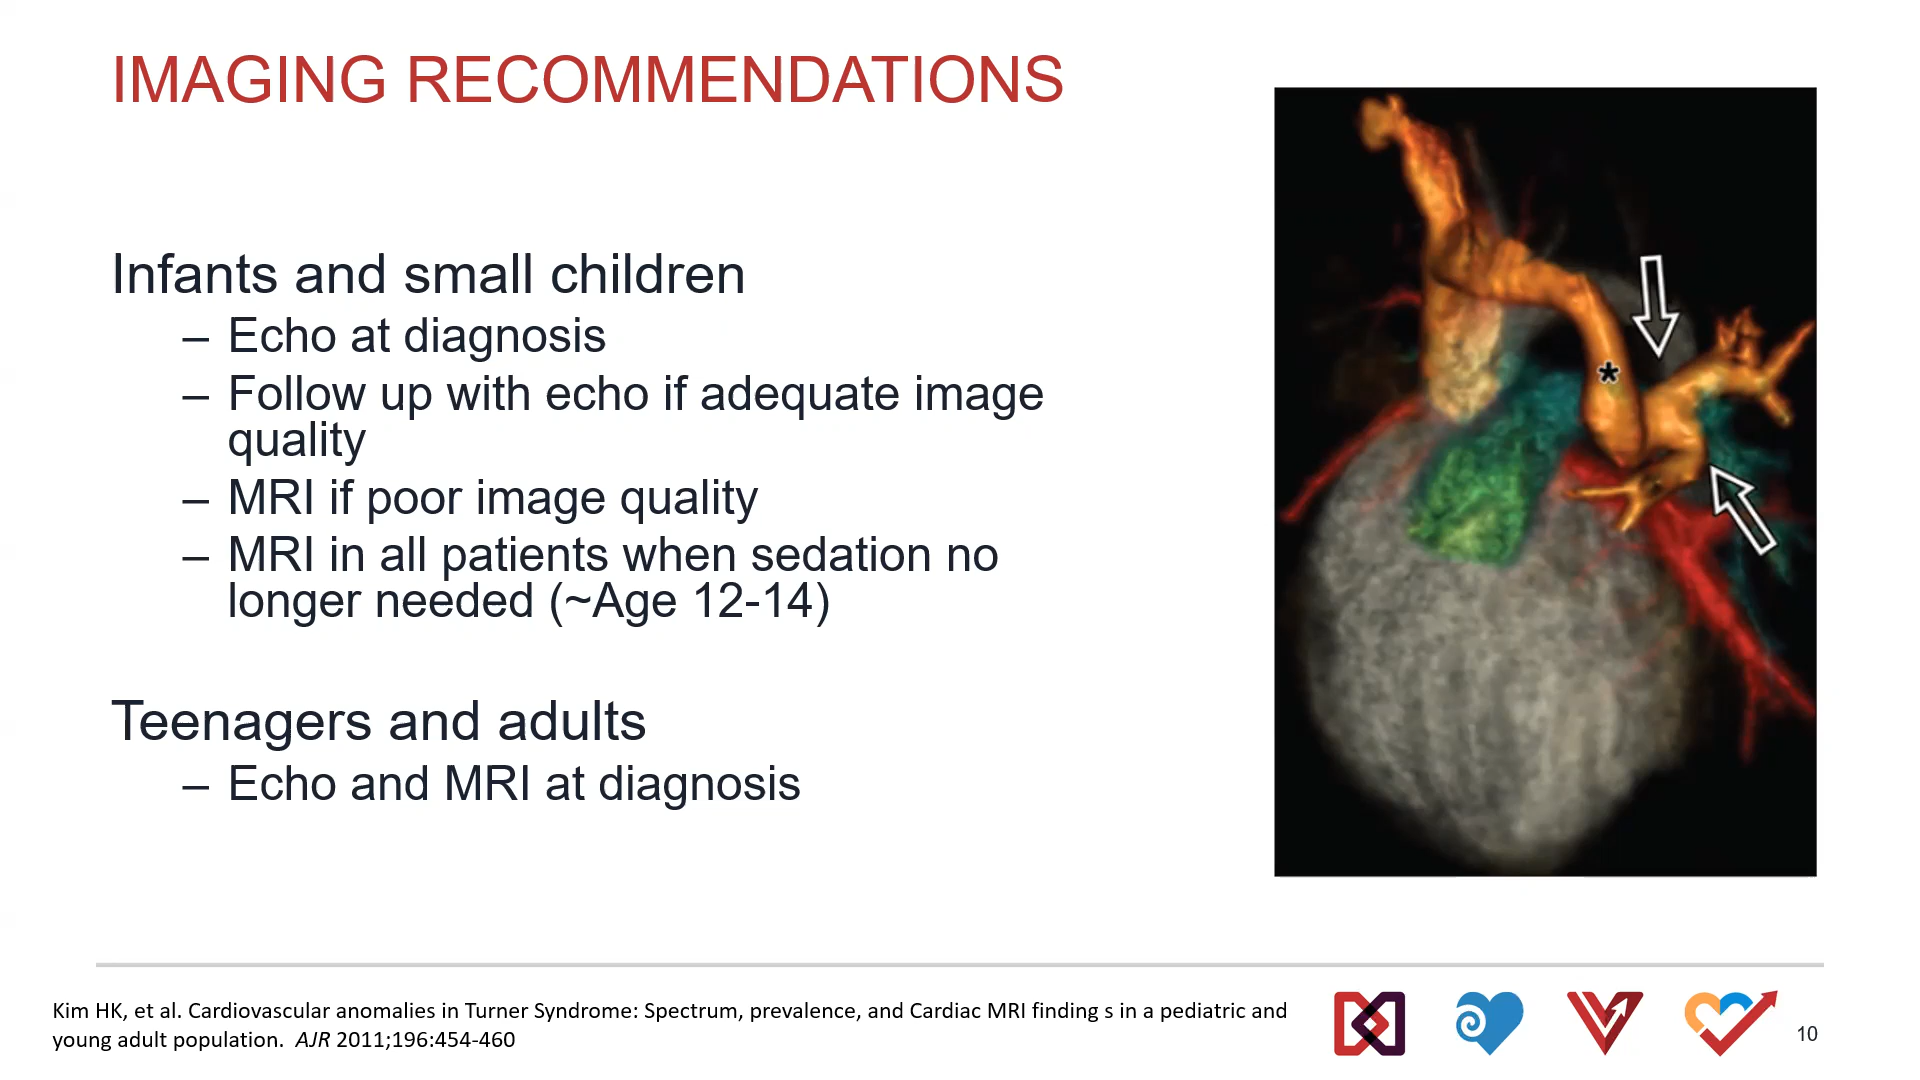 IMAGING RECOMMENDATIONS
Infants and small children
– Echo at diagnosis
– Follow up with echo if adequate image
quality
– MRI if poor image quality
– MRI in all patients when sedation no
longer needed (~Age 12-14)
Teenagers and adults
– Echo and MRI at diagnosis
*
Kim HK, et al. Cardiovascular anomalies in Turner Syndrome: Spectrum, prevalence, and Cardiac MRI finding s in a pediatric and
young adult population. AJR 2011;196:454-460
10